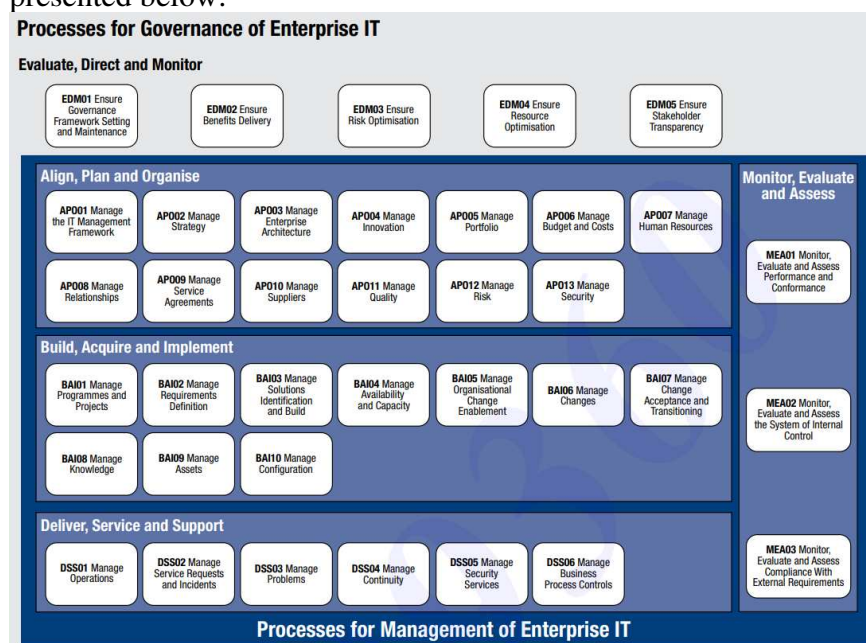 presented below:
Processes for Governance of Enterprise IT
Evaluate, Direct and Monitor
EDM01 Ensure
Governance
Framework Setting
and Maintenance
EDM02 Ensure
Benefits Delivery
EDM03 Ensure
Risk Optimisation
EDM04 Ensure
Resource
Optimisation
EDM05 Ensure
Stakeholder
Transparency
Align, Plan and Organise
APO01 Manage
the IT Management
Framework
APO02 Manage
Strategy
APO03 Manage
Enterprise
Architecture
APO04 Manage
Innovation
APO05 Manage
Portfolio
APO06 Manage
Budget and Costs
APO07 Manage
Human Resources
APO08 Manage
Relationships
APO09 Manage
Service
Agreements
APO10 Manage
Suppliers
APO11 Manage
Quality
APO12 Manage
Risk
APO13 Manage
Security
Build, Acquire and Implement
BAI01 Manage
Programmes and
Projects
BAI02 Manage
Requirements
Definition
BAI03 Manage
Solutions
Identification
and Build
BAI04 Manage
Availability
and Capacity
BAI05 Manage
Organisational
Change
Enablement
BAI06 Manage
Changes
BAI07 Manage
Change
Acceptance and
Transitioning
BAI08 Manage
Knowledge
BAI09 Manage
Assets
BAI10 Manage
Configuration
Deliver, Service and Support
DSS01 Manage
Operations
DSS02 Manage
Service Requests
and Incidents
DSS03 Manage
Problems
DSS04 Manage
Continuity
DSS05 Manage
Security
Services
DSS06 Manage
Business
Process Controls
Monitor, Evaluate
and Assess
MEA01 Monitor,
Evaluate and Assess
Performance and
Conformance
MEA02 Monitor,
Evaluate and Assess
the System of Internal
Control
MEA03 Monitor,
Evaluate and Assess
Compliance With
External Requirements
Processes for Management of Enterprise IT